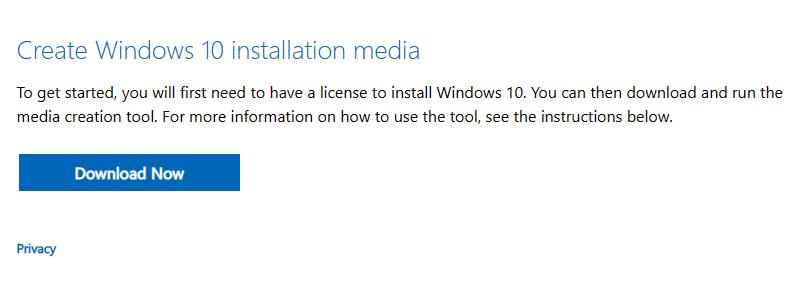 Create Windows 10 installation media
To get started, you will first need to have a license to install Windows 10. You can then download and run the
media creation tool. For more information on how to use the tool, see the instructions below.
Download Now
Privacy